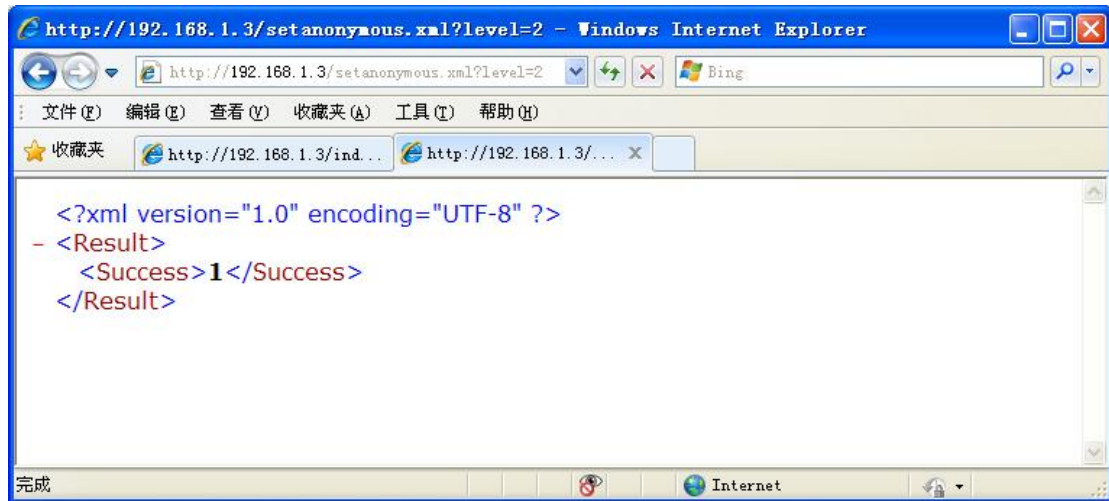 http://192.168.1.3/setanonymous.xml?level=2 - Windows Internet Explorer
http://192.168.1.3/setanonymous.xml?level=2 Bing
文件(F) 编辑(E) 查看(V) 收藏夹(A) 工具(T) 帮助(H)
收藏夹 http://192.168.1.3/ind... http://192.168.1.3/...
<?xml version="1.0" encoding="UTF-8" ?>
- <Result>
<Success>1</Success>
</Result>
完成 Internet